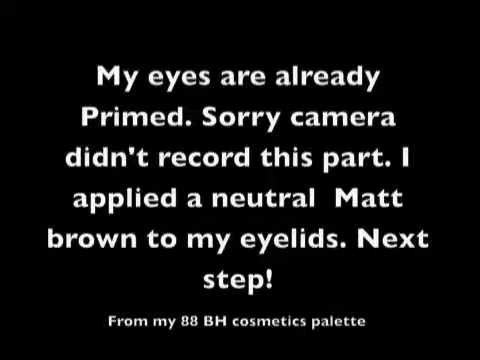 My eyes are already
Primed. Sorry camera
didn't record this part. I
applied a neutral  Matt
brown to my eyelids. Next
step!
From my 88 BH cosmetics palette